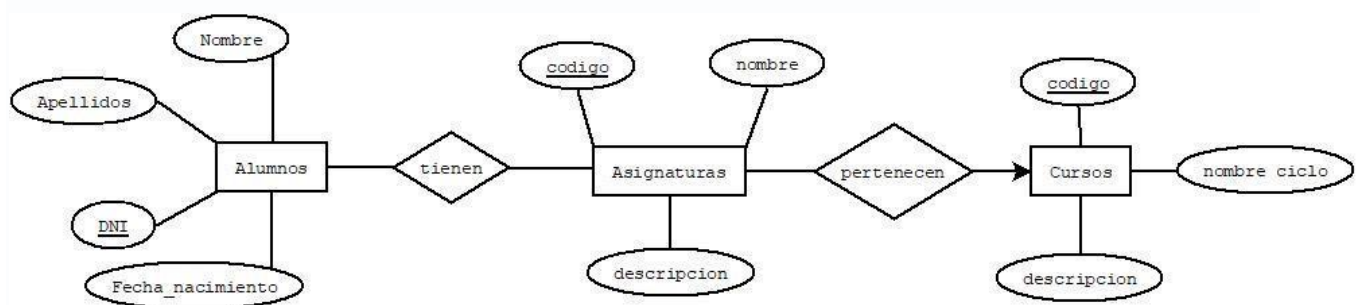 Nombre
Apellidos
Alumnos
DNI
Fecha_nacimiento
tienen
codigo
nombre
Asignaturas
descripcion
pertenecen
codigo
Cursos
nombre ciclo
descripcion